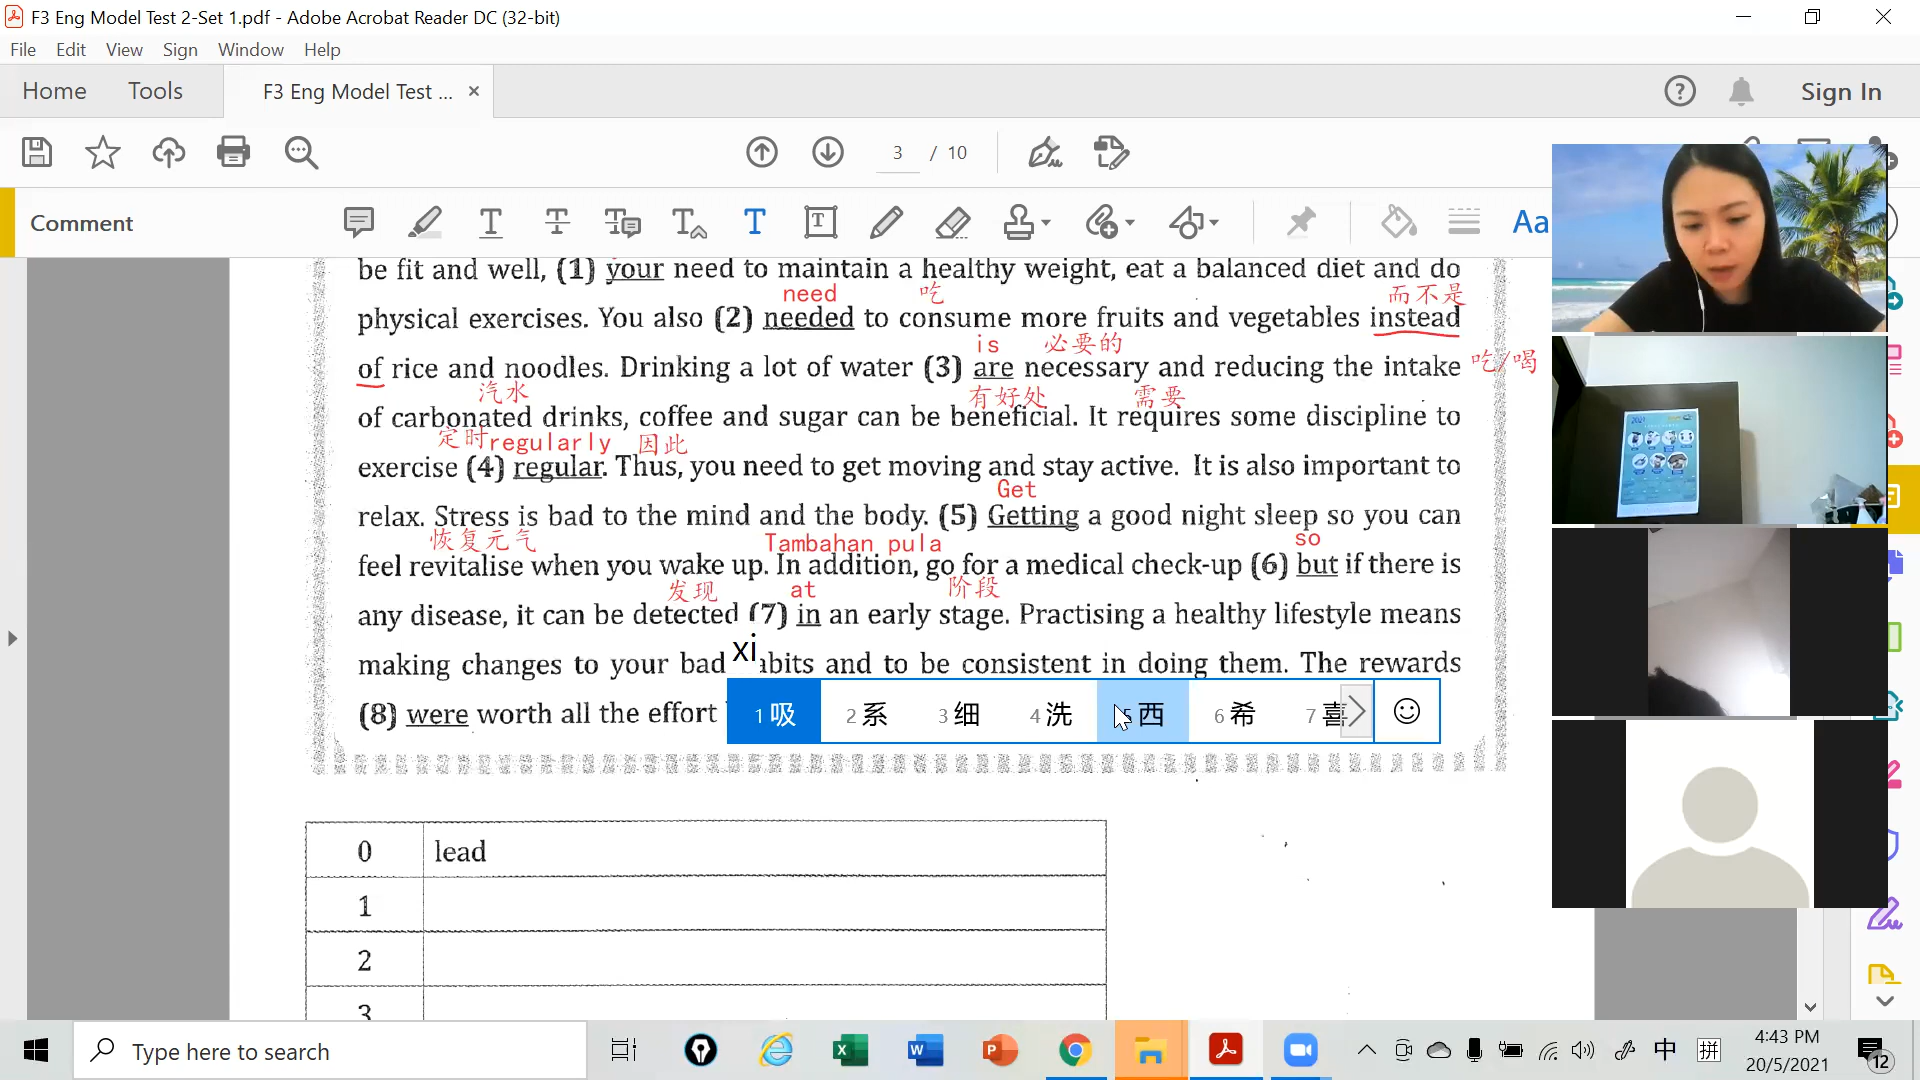 F3 Eng Model Test 2-Set 1.pdf - Adobe Acrobat Reader DC (32-bit)
File Edit View Sign Window Help
Home Tools F3 Eng Model Test ... × Sign In
3 / 10
Comment
Aa
be fit and well, (1) your need to maintain a healthy weight, eat a balanced diet and do
need 吃 而不是
physical exercises. You also (2) needed to consume more fruits and vegetables instead
is 必要的
of rice and noodles. Drinking a lot of water (3) are necessary and reducing the intake 吃/喝
汽水 有好处 需要
of carbonated drinks, coffee and sugar can be beneficial. It requires some discipline to
定时regularly 因此
exercise (4) regular. Thus, you need to get moving and stay active. It is also important to
Get
relax. Stress is bad to the mind and the body. (5) Getting a good night sleep so you can
恢复元气 Tambahan pula so
feel revitalise when you wake up. In addition, go for a medical check-up (6) but if there is
发现 at 阶段
any disease, it can be detected (7) in an early stage. Practising a healthy lifestyle means
xi
making changes to your bad abits and to be consistent in doing them. The rewards
(8) were worth all the effort
1 吸 2 系 3 细 4 洗 5 西 6 希 7 喜
0 lead
1
2
3
2021
Type here to search
中 拼
4:43 PM
20/5/2021
12